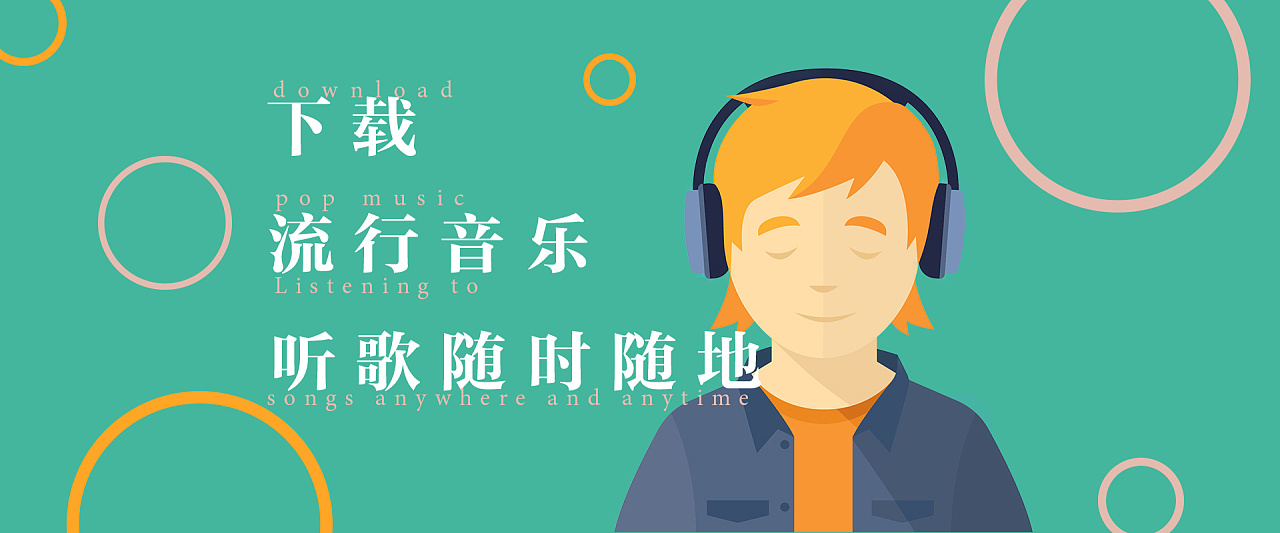 download
下载
pop music
流行音乐
Listening to
听歌随时随地
songs anywhere and anytime